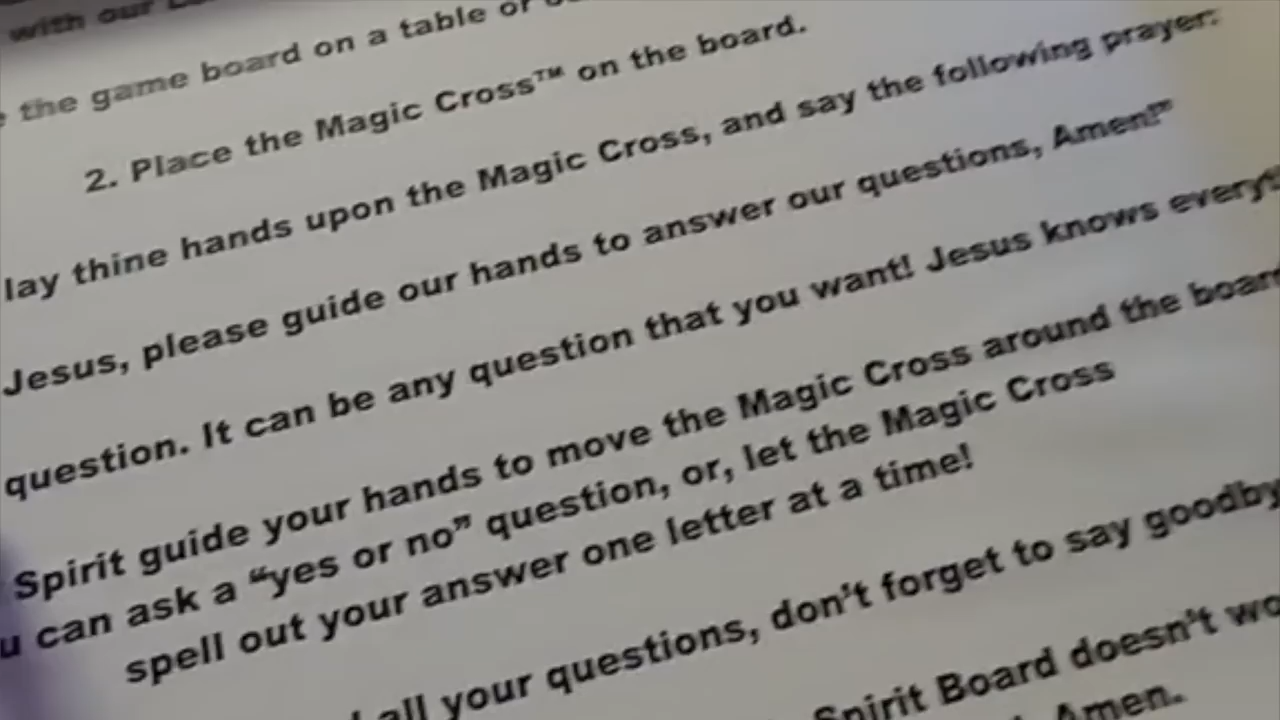 with our
the game board on a table or
2. Place the Magic Cross™ on the board.
lay thine hands upon the Magic Cross, and say the following prayer:
Jesus, please guide our hands to answer our questions, Amen!"
question. It can be any question that you want! Jesus knows everyt
Spirit guide your hands to move the Magic Cross around the boar
u can ask a “yes or no” question, or, let the Magic Cross
spell out your answer one letter at a time!
all your questions, don't forget to say goodby
Spirit Board doesn't wo
Amen.